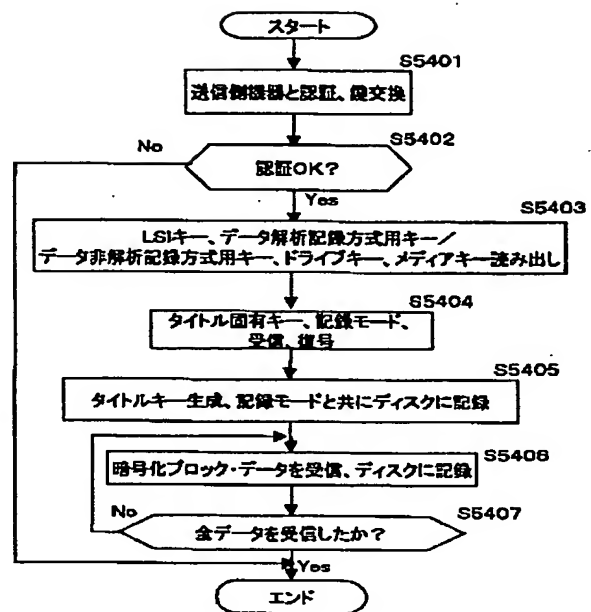 スタート
S5401
送信側機器と認証、鍵交換
S5402
No
認証OK?
Yes
S5403
LSIキー、データ解析記録方式用キー/
データ非解析記録方式用キー、ドライブキー、メディアキー読み出し
S5404
タイトル固有キー、記録モード、
受信、復号
S5405
タイトルキー生成、記録モードと共にディスクに記録
S5406
暗号化ブロック・データを受信、ディスクに記録
No
S5407
全データを受信したか?
Yes
エンド